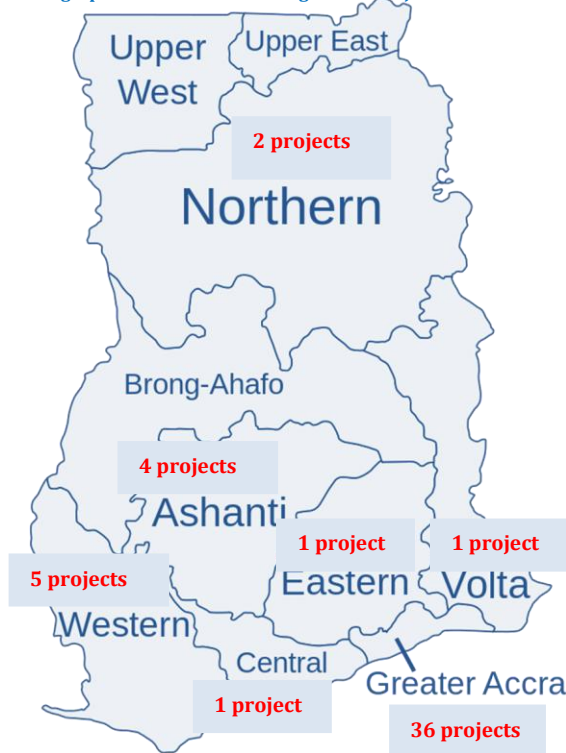 Upper
West
Upper East
2 projects
Northern
Brong-Ahafo
4 projects
Ashanti
1 project
1 project
5 projects
Eastern
Volta
Western
Central
Greater Accra
1 project
36 projects